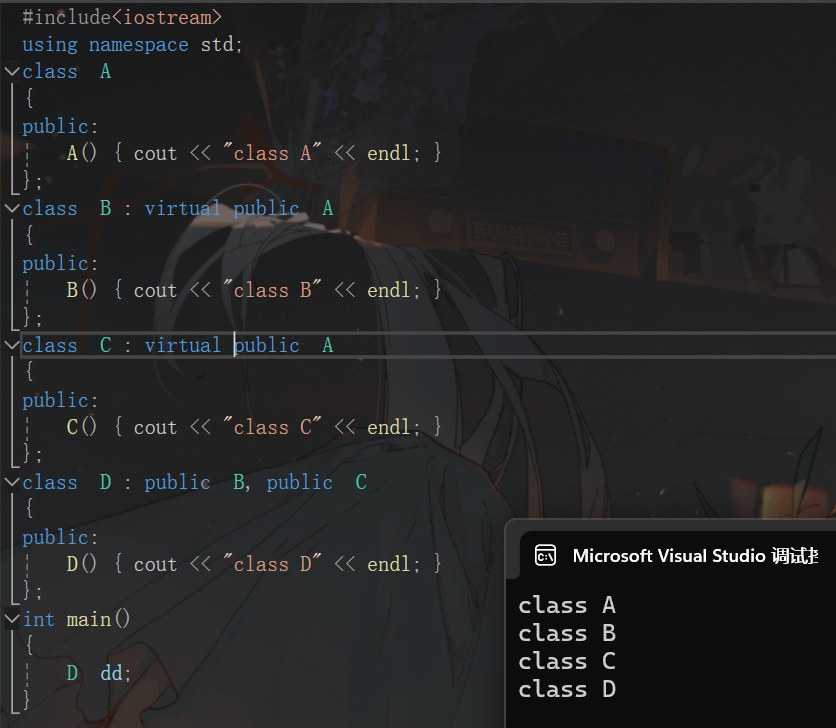 #include<iostream>
using namespace std;
class  A
{
public:
    A() { cout << "class A" << endl; }
};
class  B : virtual public  A
{
public:
    B() { cout << "class B" << endl; }
};
class  C : virtual public  A
{
public:
    C() { cout << "class C" << endl; }
};
class  D : public  B, public  C
{
public:
    D() { cout << "class D" << endl; }
};
int main()
{
    D  dd;
}
C:\ Microsoft Visual Studio 调试
class A
class B
class C
class D